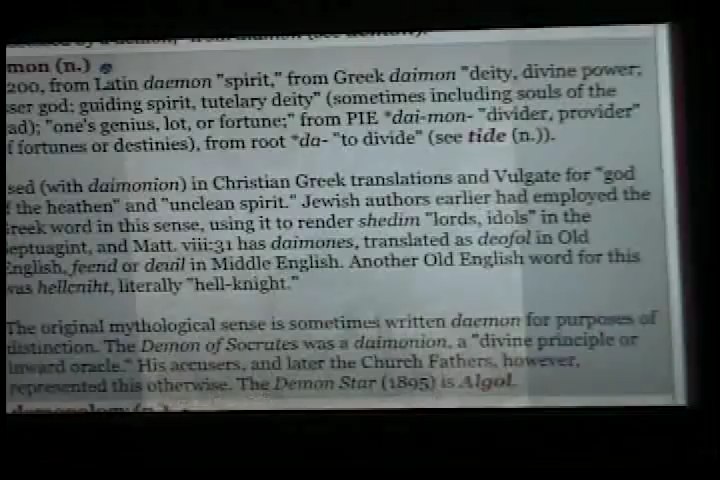 mon (n.)
200, from Latin daemon "spirit," from Greek daimon "deity, divine power;
ser god; guiding spirit, tutelary deity" (sometimes including souls of the
ad); "one's genius, lot, or fortune;" from PIE *dai-mon- "divider, provider"
f fortunes or destinies), from root *da- "to divide" (see tide (n.)).
sed (with daimonion) in Christian Greek translations and Vulgate for "god
f the heathen" and "unclean spirit." Jewish authors earlier had employed the
reek word in this sense, using it to render shedim "lords, idols" in the
eptuagint, and Matt. viii:31 has daimones, translated as deofol in Old
English, feend or deuil in Middle English. Another Old English word for this
was hellcniht, literally "hell-knight."
The original mythological sense is sometimes written daemon for purposes of
distinction. The Demon of Socrates was a daimonion, a "divine principle or
inward oracle." His accusers, and later the Church Fathers, however,
represented this otherwise. The Demon Star (1895) is Algol.